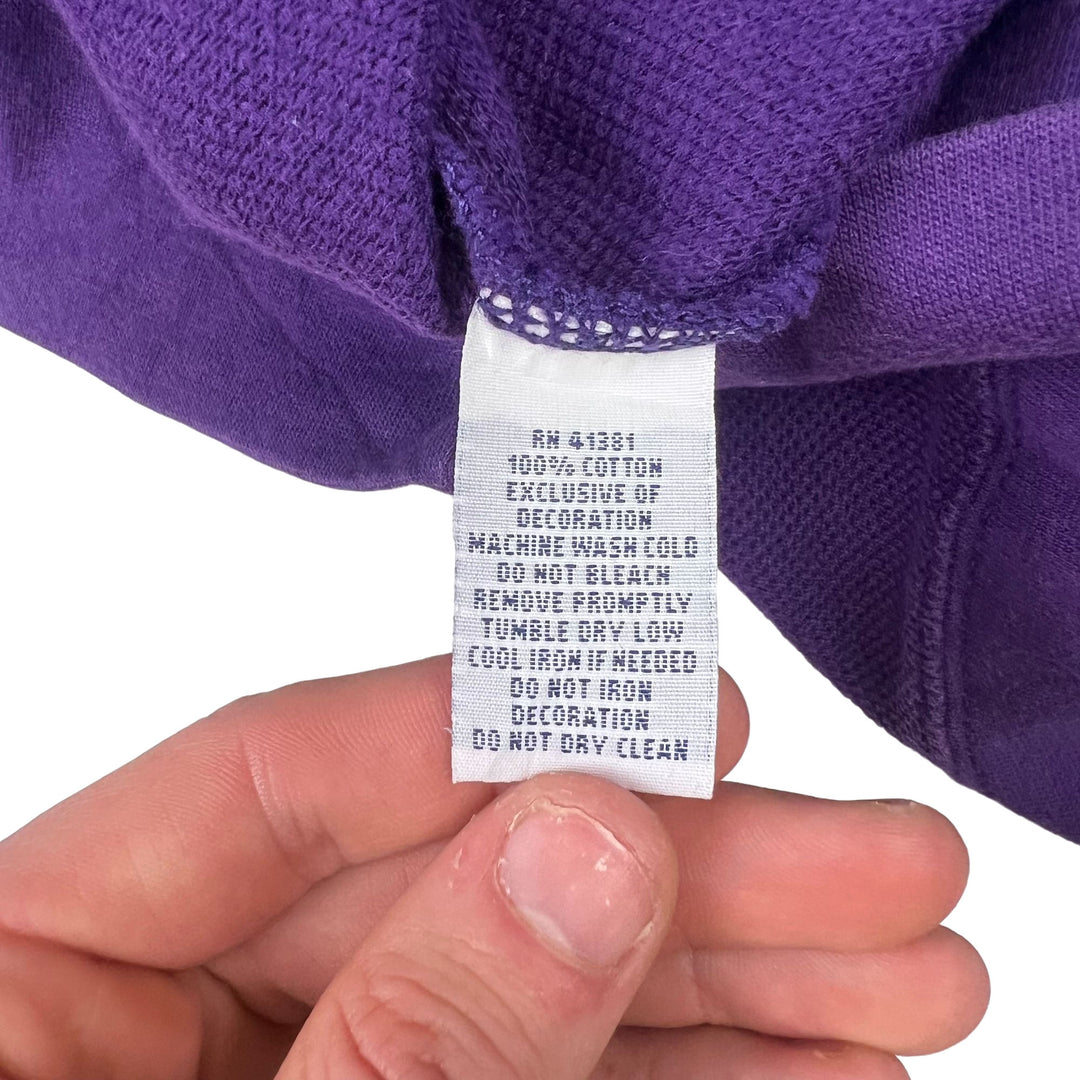 RN 41381
100% COTTON
EXCLUSIVE OF
DECORATION
MACHINE WASH COLD
DO NOT BLEACH
REMOVE PROMPTLY
TUMBLE DRY LOW
COOL IRON IF NEEDED
DO NOT IRON
DECORATION
DO NOT DRY CLEAN